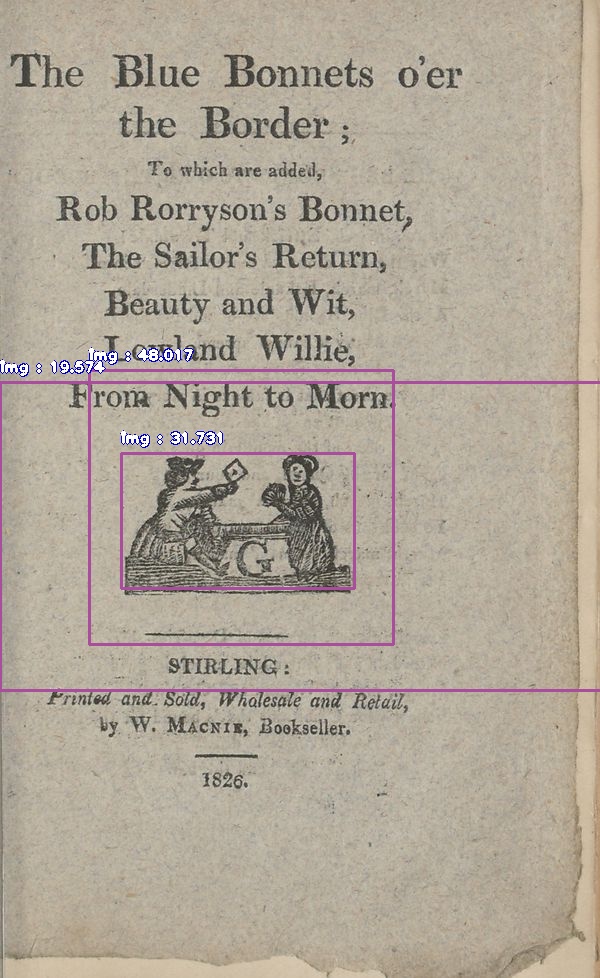 The Blue Bonnets o'er
the Border;
To which are added,
Rob Rorryson's Bonnet,
The Sailor's Return,
Beauty and Wit,
Lowland Willie,
img : 48.017
img : 19.574
From Night to Morn.
img : 31.731
G
STIRLING:
Printed and Sold, Wholesale and Retail,
by W. MACNIE, Bookseller.
1826.